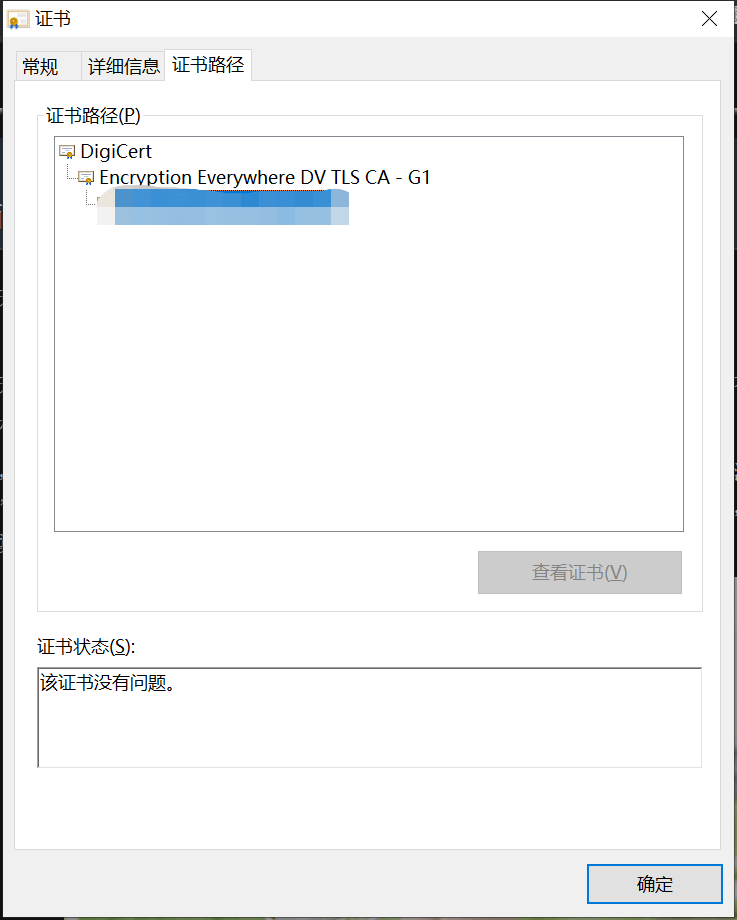 证书
常规 详细信息 证书路径
证书路径(P)
DigiCert
Encryption Everywhere DV TLS CA - G1
查看证书(V)
证书状态(S):
该证书没有问题。
确定